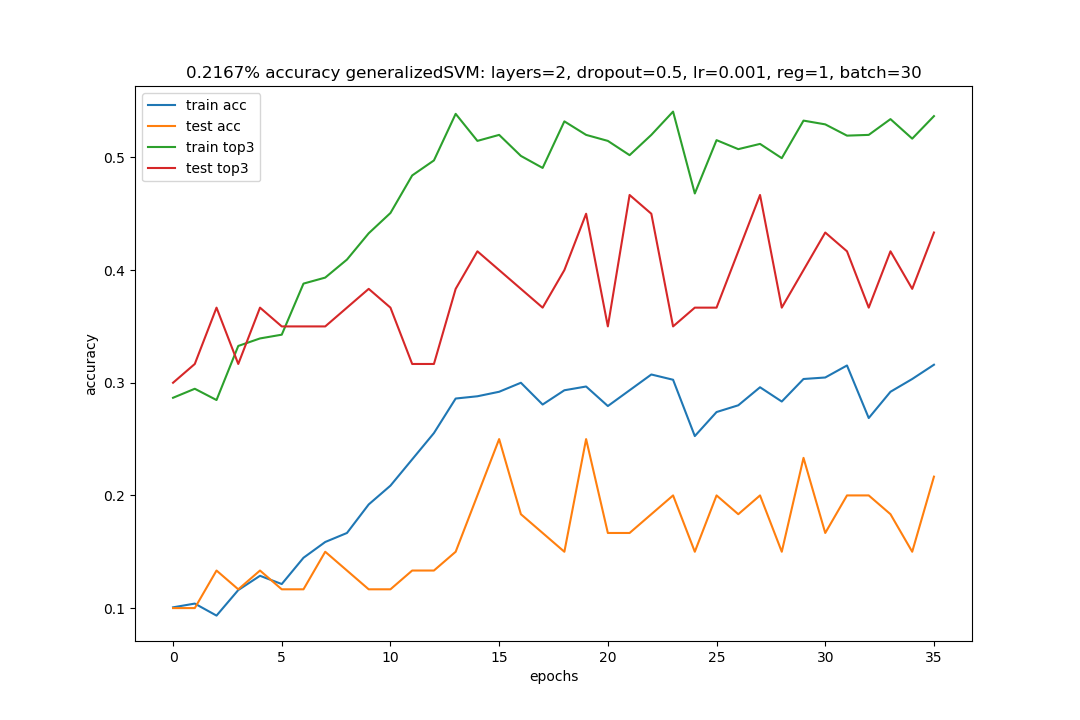 0.2167% accuracy generalizedSVM: layers=2, dropout=0.5, lr=0.001, reg=1, batch=30
train acc
test acc
train top3
test top3
0.5
0.4
0.3
0.2
0.1
accuracy
0 5 10 15 20 25 30 35
epochs